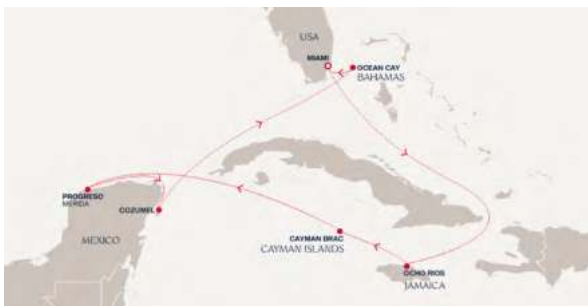 USA
MIAMI
OCEAN CAY
BAHAMAS
PROGRESO
MERIDA
COZUMEL
MEXICO
CAYMAN BRAC
CAYMAN ISLANDS
OCHO RIOS
JAMAICA